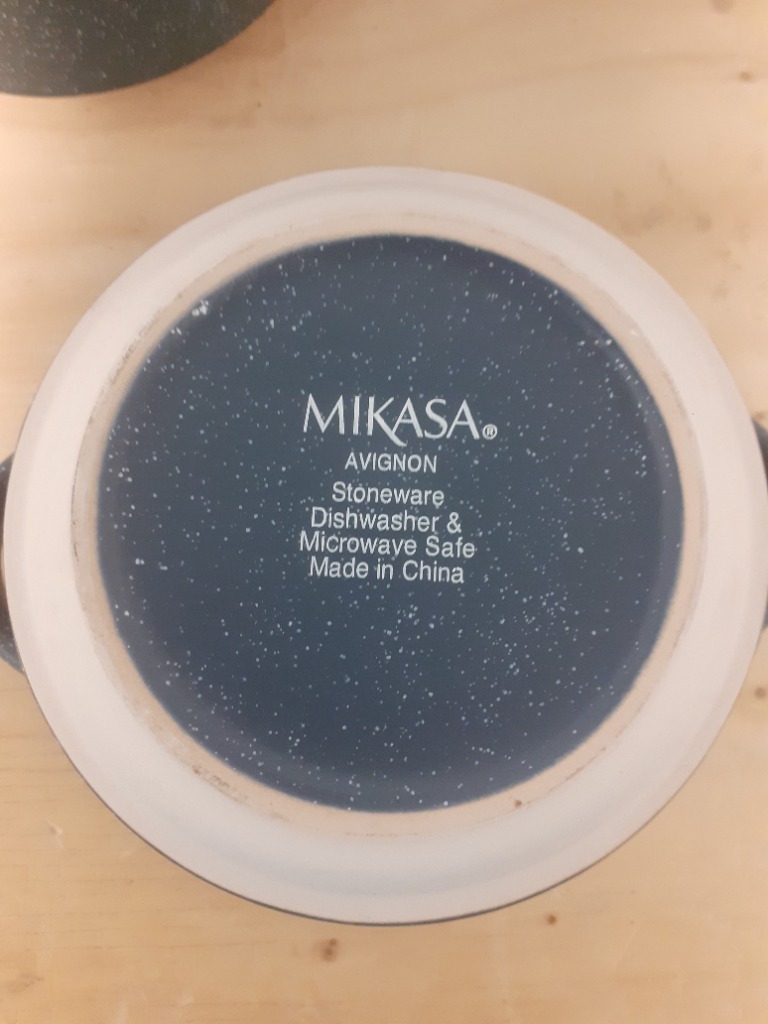 MIKASA®
AVIGNON
Stoneware
Dishwasher &
Microwave Safe
Made in China